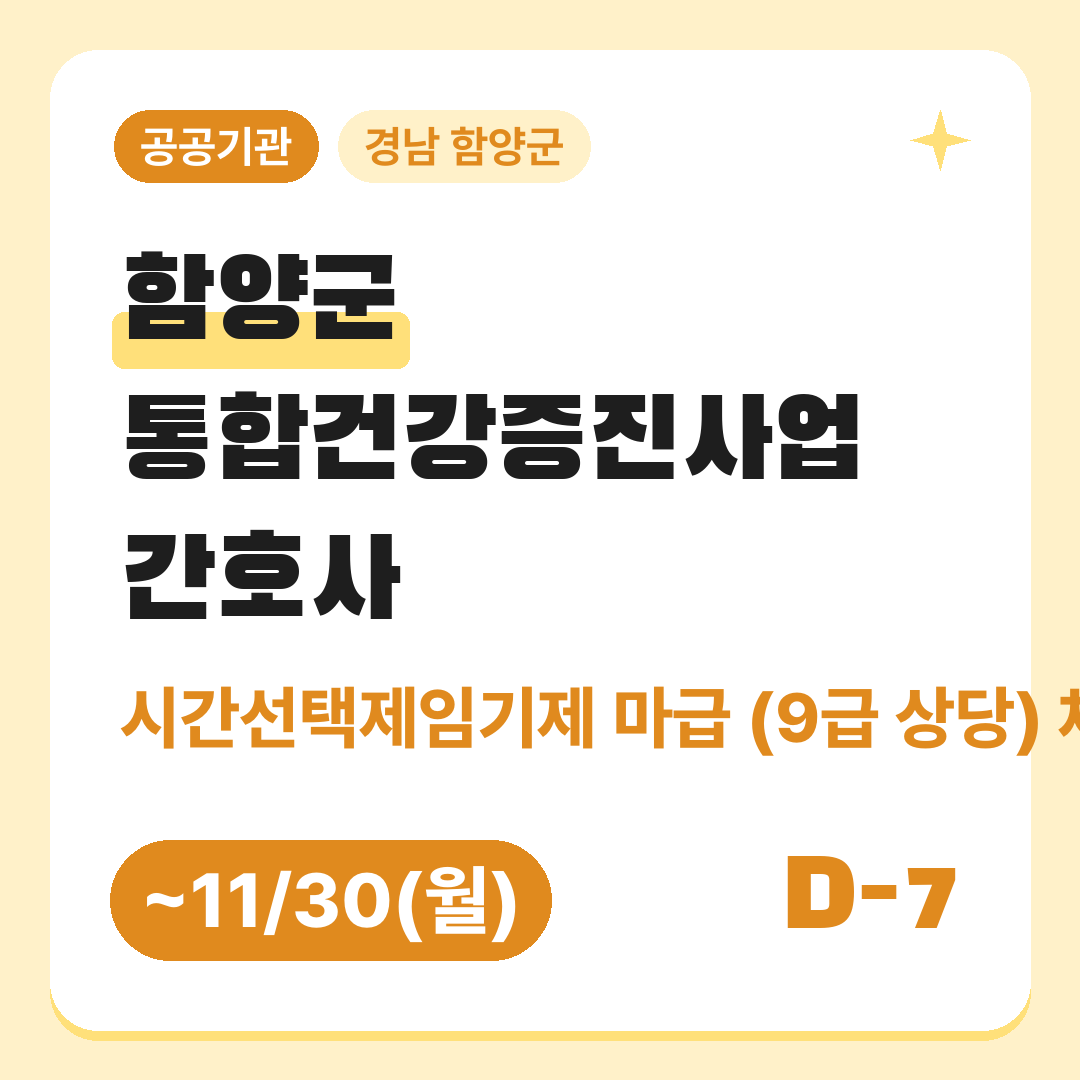 공공기관 경남 함양군
함양군
통합건강증진사업
간호사
시간선택제임기제 마급 (9급 상당)
~11/30(월) D-7